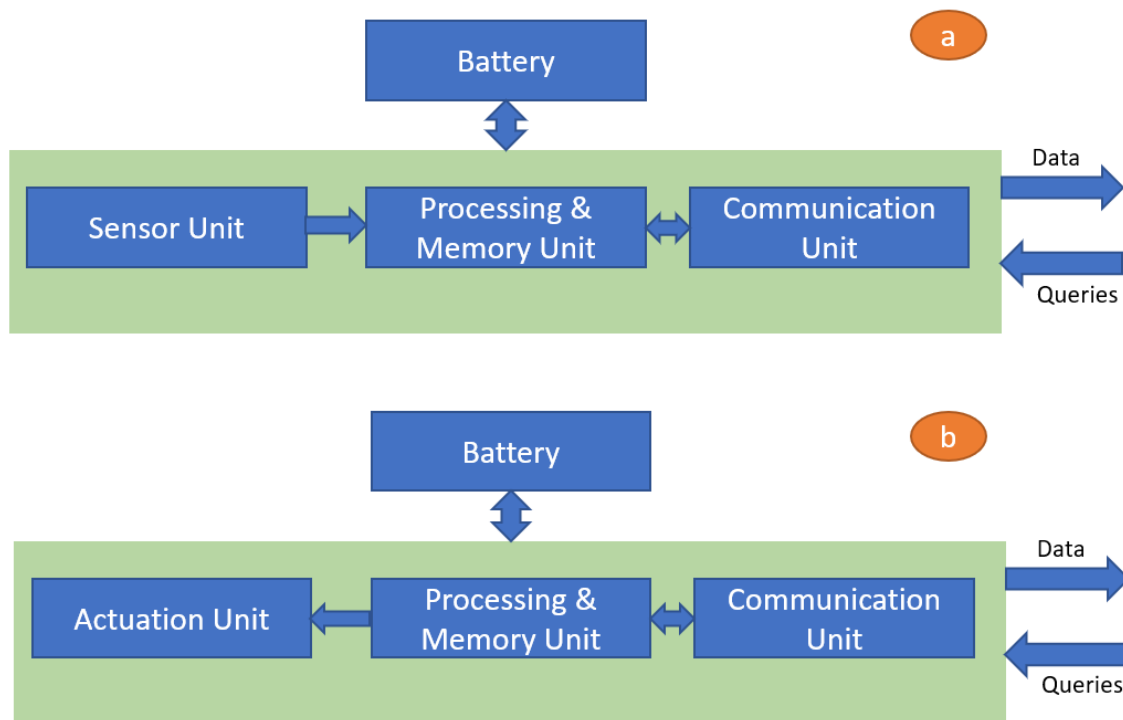 a
Battery
Data
Sensor Unit
Processing &
Memory Unit
Communication
Unit
Queries
b
Battery
Data
Actuation Unit
Processing &
Memory Unit
Communication
Unit
Queries